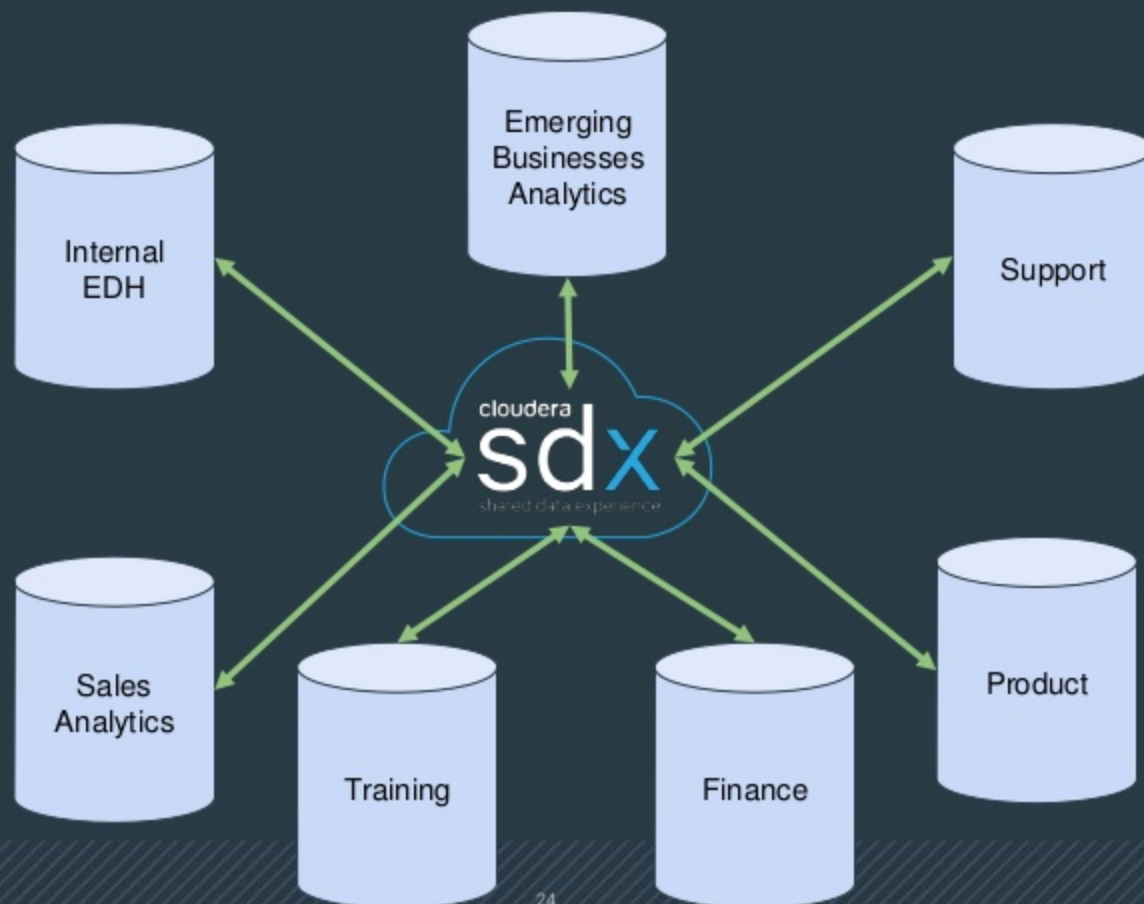 Emerging
Businesses
Analytics
Internal
EDH
Support
cloudera
sdx
shared data experience
Sales
Analytics
Training
Finance
Product
24